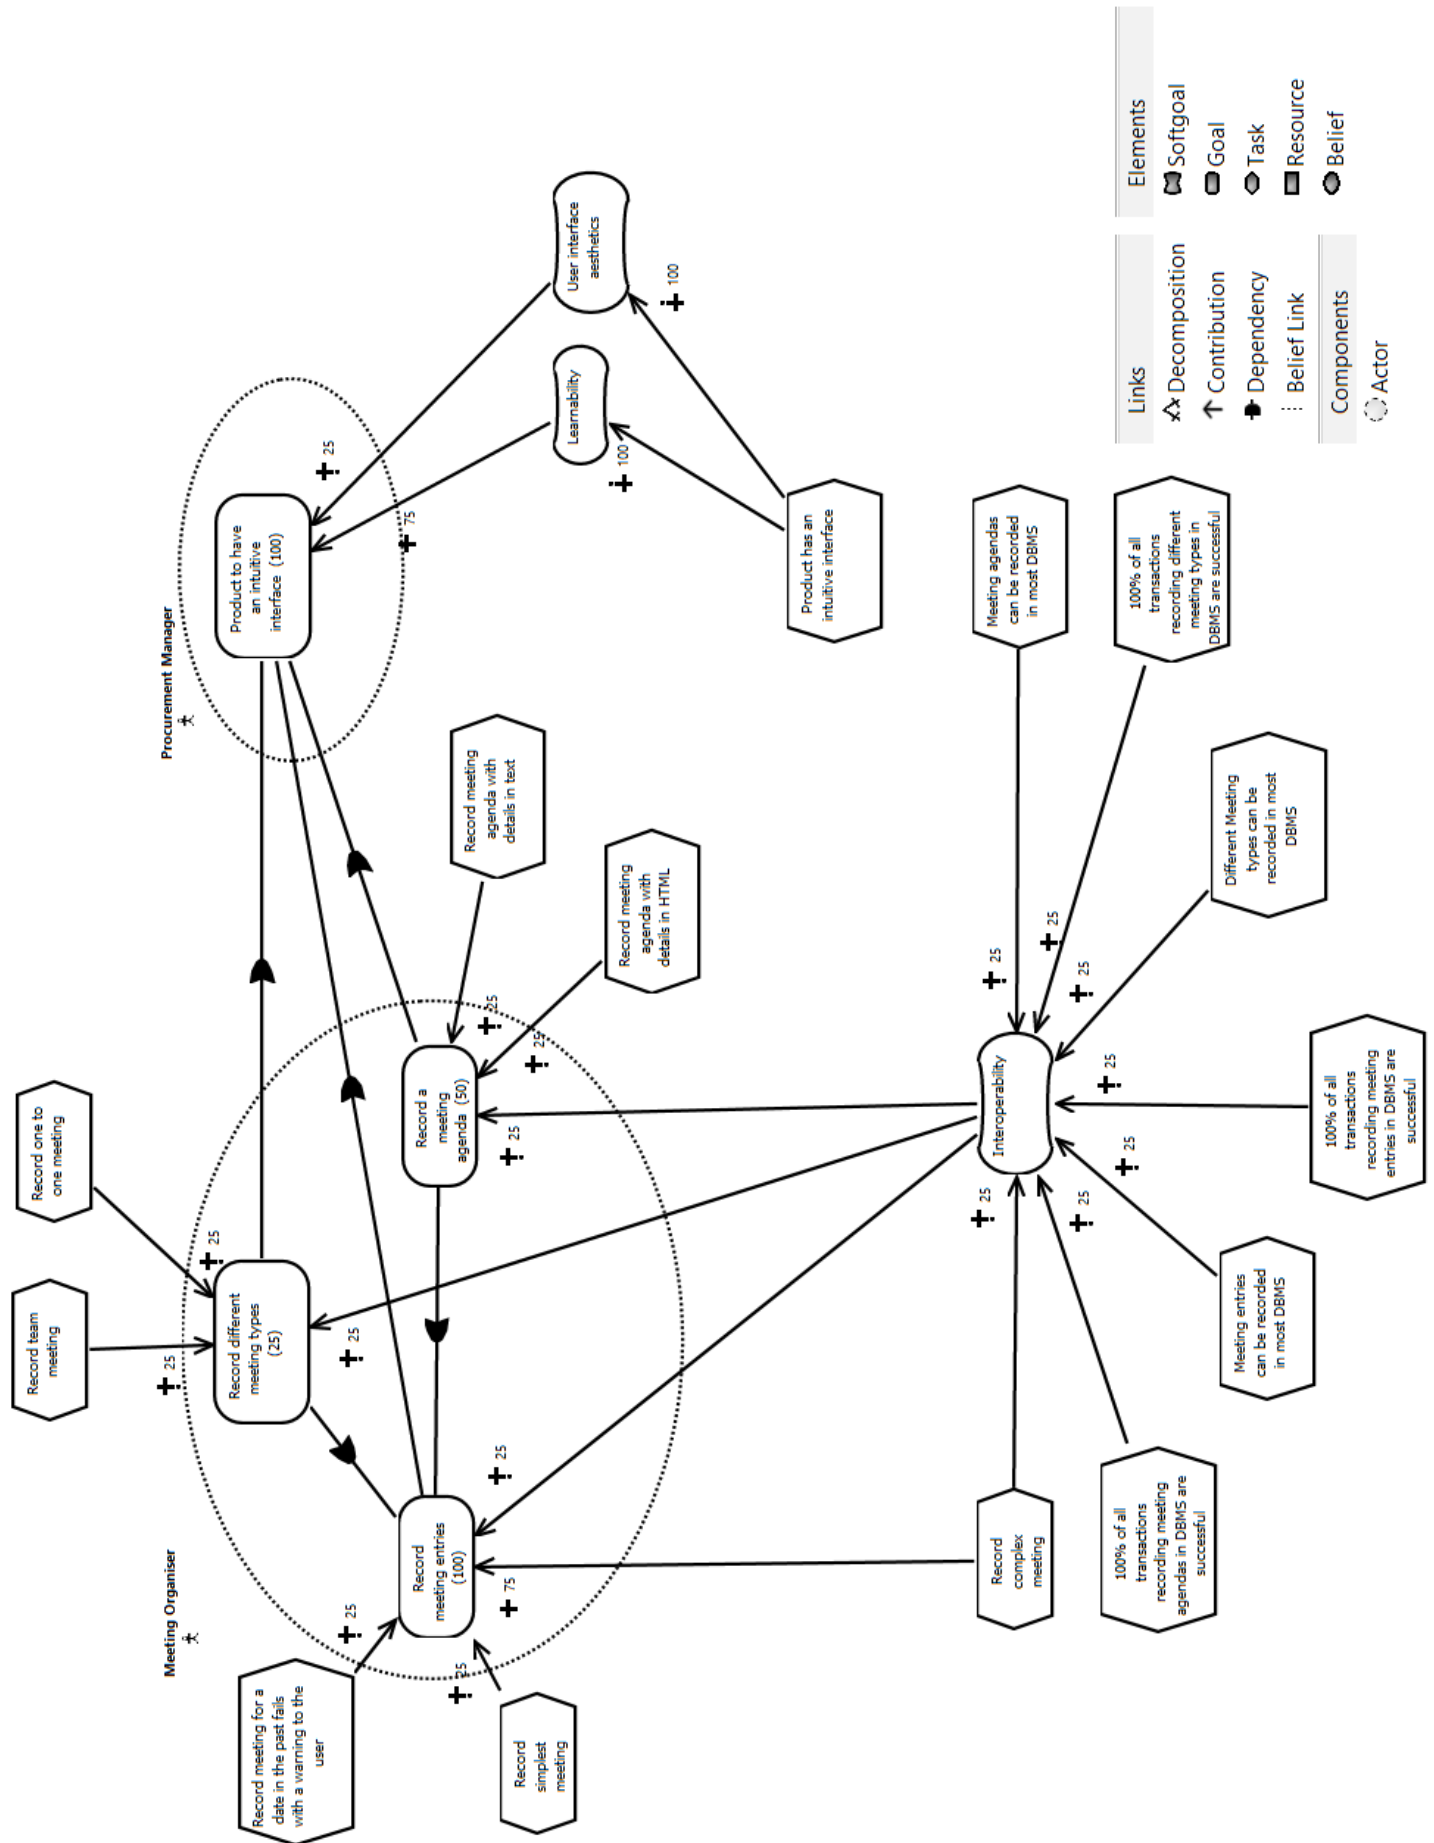 Record team
meeting
Record one to
one meeting
25
25
Meeting Organiser
Procurement Manager
Record meeting for a
date in the past fails
with a warning to the
user
25
Record different
meeting types
(25)
25
Product to have
an intuitive
interface (100)
25
75
Record
simplest
meeting
25
Record
meeting entries
(100)
25
75
Record a
meeting
agenda (50)
25
25
25
Record meeting
agenda with
details in text
Record meeting
agenda with
details in HTML
Learnability
100
User interface
aesthetics
100
Product has an
intuitive interface
Record
complex
meeting
Interoperability
25
25
25
25
25
25
25
Meeting agendas
can be recorded
in most DBMS
100% of all
transactions
recording meeting
agendas in DBMS are
successful
100% of all
transactions
recording different
meeting types in
DBMS are successful
Meeting entries
can be recorded
in most DBMS
Different Meeting
types can be
recorded in most
DBMS
100% of all
transactions
recording meeting
entries in DBMS are
successful
Links
Decomposition
Contribution
Dependency
Belief Link
Components
Actor
Elements
Softgoal
Goal
Task
Resource
Belief